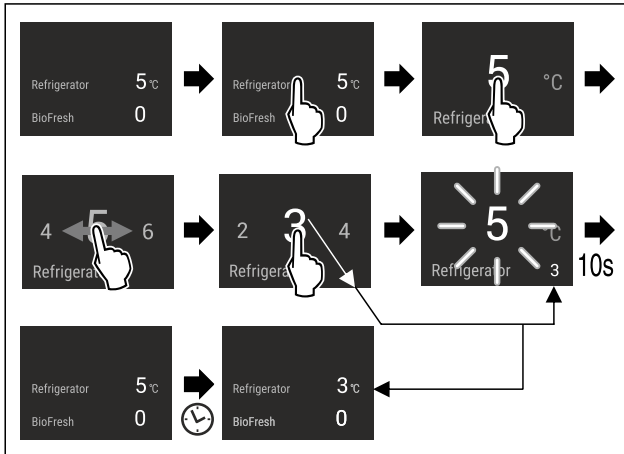 Refrigerator 5 °C
BioFresh 0
Refrigerator 5 °C
BioFresh 0
5 °C
Refriger
4 5 6
Refrigerat
2 3 4
Refrigera
5 °C
Refrigerator 3
10s
Refrigerator 5 °C
BioFresh 0
Refrigerator 3 °C
BioFresh 0